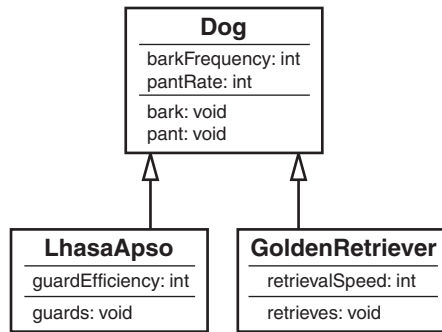 Dog
barkFrequency: int
pantRate: int
bark: void
pant: void
LhasaApso
guardEfficiency: int
guards: void
GoldenRetriever
retrievalSpeed: int
retrieves: void